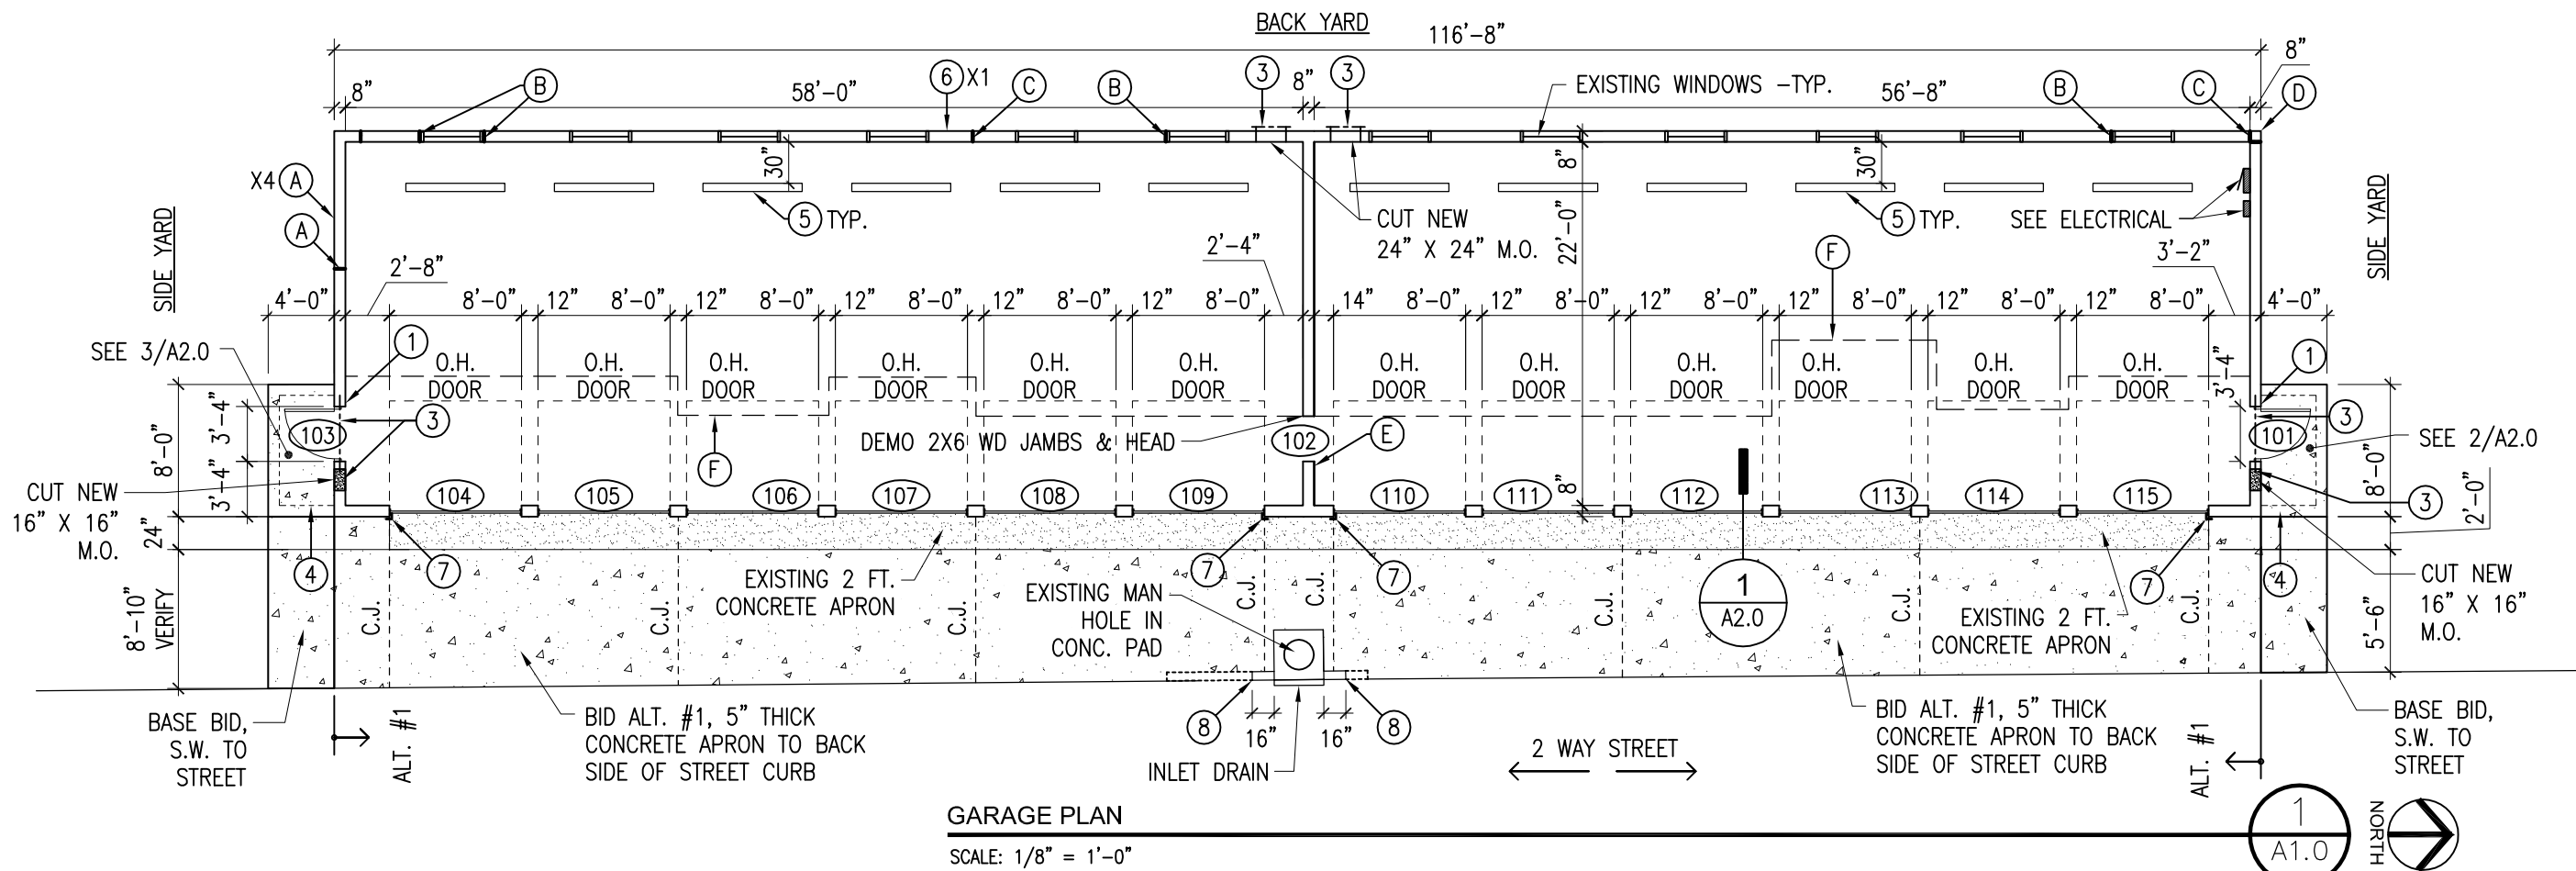 BACK YARD
116'-8"
8"
8"
B
58'-0"
6 X1
C
B
3
8"
3
EXISTING WINDOWS -TYP.
56'-8"
B
C
D
30"
8"
30"
X4 A
A
5 TYP.
CUT NEW
24" X 24" M.O.
5 TYP.
SEE ELECTRICAL
SIDE YARD
SIDE YARD
22'-0"
2'-8"
2'-4"
F
3'-2"
4'-0"
8'-0"
12"
8'-0"
12"
8'-0"
12"
8'-0"
12"
8'-0"
12"
8'-0"
14"
8'-0"
12"
8'-0"
12"
8'-0"
12"
8'-0"
12"
8'-0"
12"
8'-0"
4'-0"
SEE 3/A2.0
1
O.H.
DOOR
O.H.
DOOR
O.H.
DOOR
O.H.
DOOR
O.H.
DOOR
O.H.
DOOR
O.H.
DOOR
O.H.
DOOR
O.H.
DOOR
O.H.
DOOR
O.H.
DOOR
O.H.
DOOR
3'-4"
1
8'-0"
3'-4"
3'-4"
103
3
F
DEMO 2X6 WD JAMBS & HEAD
102
E
101
3
SEE 2/A2.0
CUT NEW
16" X 16"
M.O.
24"
104
105
106
107
108
109
8"
110
111
112
113
114
115
3
8'-0"
2'-0"
4
7
7
7
7
4
8'-10"
VERIFY
C.J.
C.J.
C.J.
C.J.
C.J.
C.J.
C.J.
C.J.
EXISTING 2 FT.
CONCRETE APRON
EXISTING MAN
HOLE IN
CONC. PAD
1
A2.0
EXISTING 2 FT.
CONCRETE APRON
CUT NEW
16" X 16"
M.O.
5'-6"
BASE BID,
S.W. TO
STREET
ALT. #1
BID ALT. #1, 5" THICK
CONCRETE APRON TO BACK
SIDE OF STREET CURB
8
16"
16"
8
INLET DRAIN
2 WAY STREET
BID ALT. #1, 5" THICK
CONCRETE APRON TO BACK
SIDE OF STREET CURB
ALT. #1
BASE BID,
S.W. TO
STREET
GARAGE PLAN
SCALE: 1/8" = 1'-0"
1
A1.0
NORTH